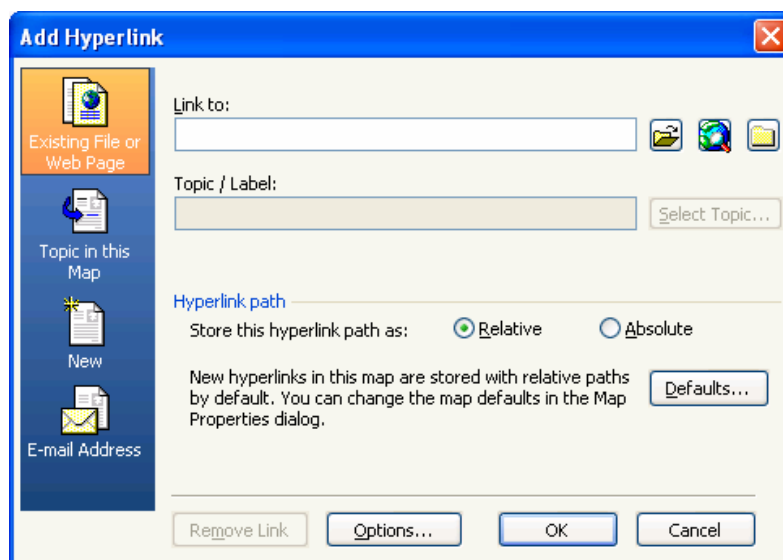 Add Hyperlink
Existing File or
Web Page
Topic in this
Map
New
E-mail Address
Link to:
Topic / Label:
Select Topic...
Hyperlink path
Store this hyperlink path as:
Relative
Absolute
New hyperlinks in this map are stored with relative paths
by default. You can change the map defaults in the Map
Properties dialog.
Defaults...
Remove Link
Options...
OK
Cancel